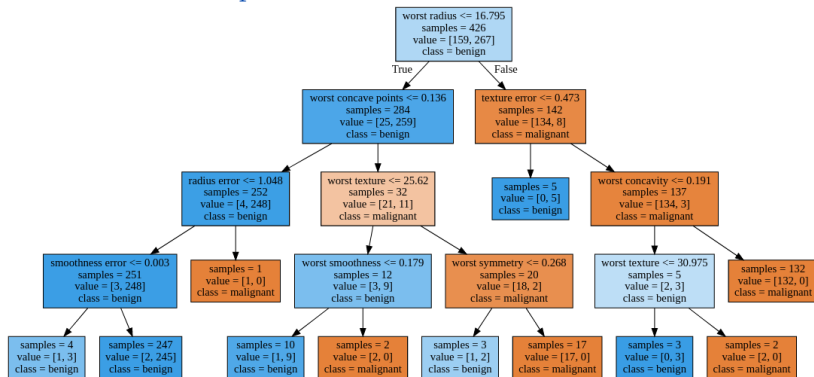 worst radius <= 16.795
samples = 426
value = [159, 267]
class = benign
True
False
worst concave points <= 0.136
samples = 284
value = [25, 259]
class = benign
texture error <= 0.473
samples = 142
value = [134, 8]
class = malignant
radius error <= 1.048
samples = 252
value = [4, 248]
class = benign
worst texture <= 25.62
samples = 32
value = [21, 11]
class = malignant
samples = 5
value = [0, 5]
class = benign
worst concavity <= 0.191
samples = 137
value = [134, 3]
class = malignant
smoothness error <= 0.003
samples = 251
value = [3, 248]
class = benign
samples = 1
value = [1, 0]
class = malignant
worst smoothness <= 0.179
samples = 12
value = [3, 9]
class = benign
worst symmetry <= 0.268
samples = 20
value = [18, 2]
class = malignant
worst texture <= 30.975
samples = 5
value = [2, 3]
class = benign
samples = 132
value = [132, 0]
class = malignant
samples = 4
value = [1, 3]
class = benign
samples = 247
value = [2, 245]
class = benign
samples = 10
value = [1, 9]
class = benign
samples = 2
value = [2, 0]
class = malignant
samples = 3
value = [1, 2]
class = benign
samples = 17
value = [17, 0]
class = malignant
samples = 3
value = [0, 3]
class = benign
samples = 2
value = [2, 0]
class = malignant